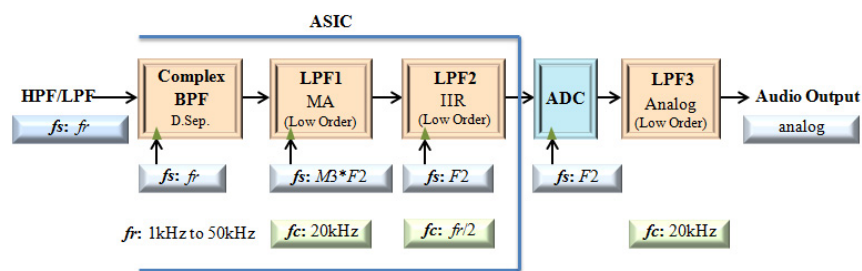 ASIC
HPF/LPF
fs: fr
Complex
BPF
D.Sep.
fs: fr
LPF1
MA
(Low Order)
fs: M3*F2
LPF2
IIR
(Low Order)
fs: F2
ADC
fs: F2
LPF3
Analog
(Low Order)
Audio Output
analog
fr: 1kHz to 50kHz
fc: 20kHz
fc: fr/2
fc: 20kHz